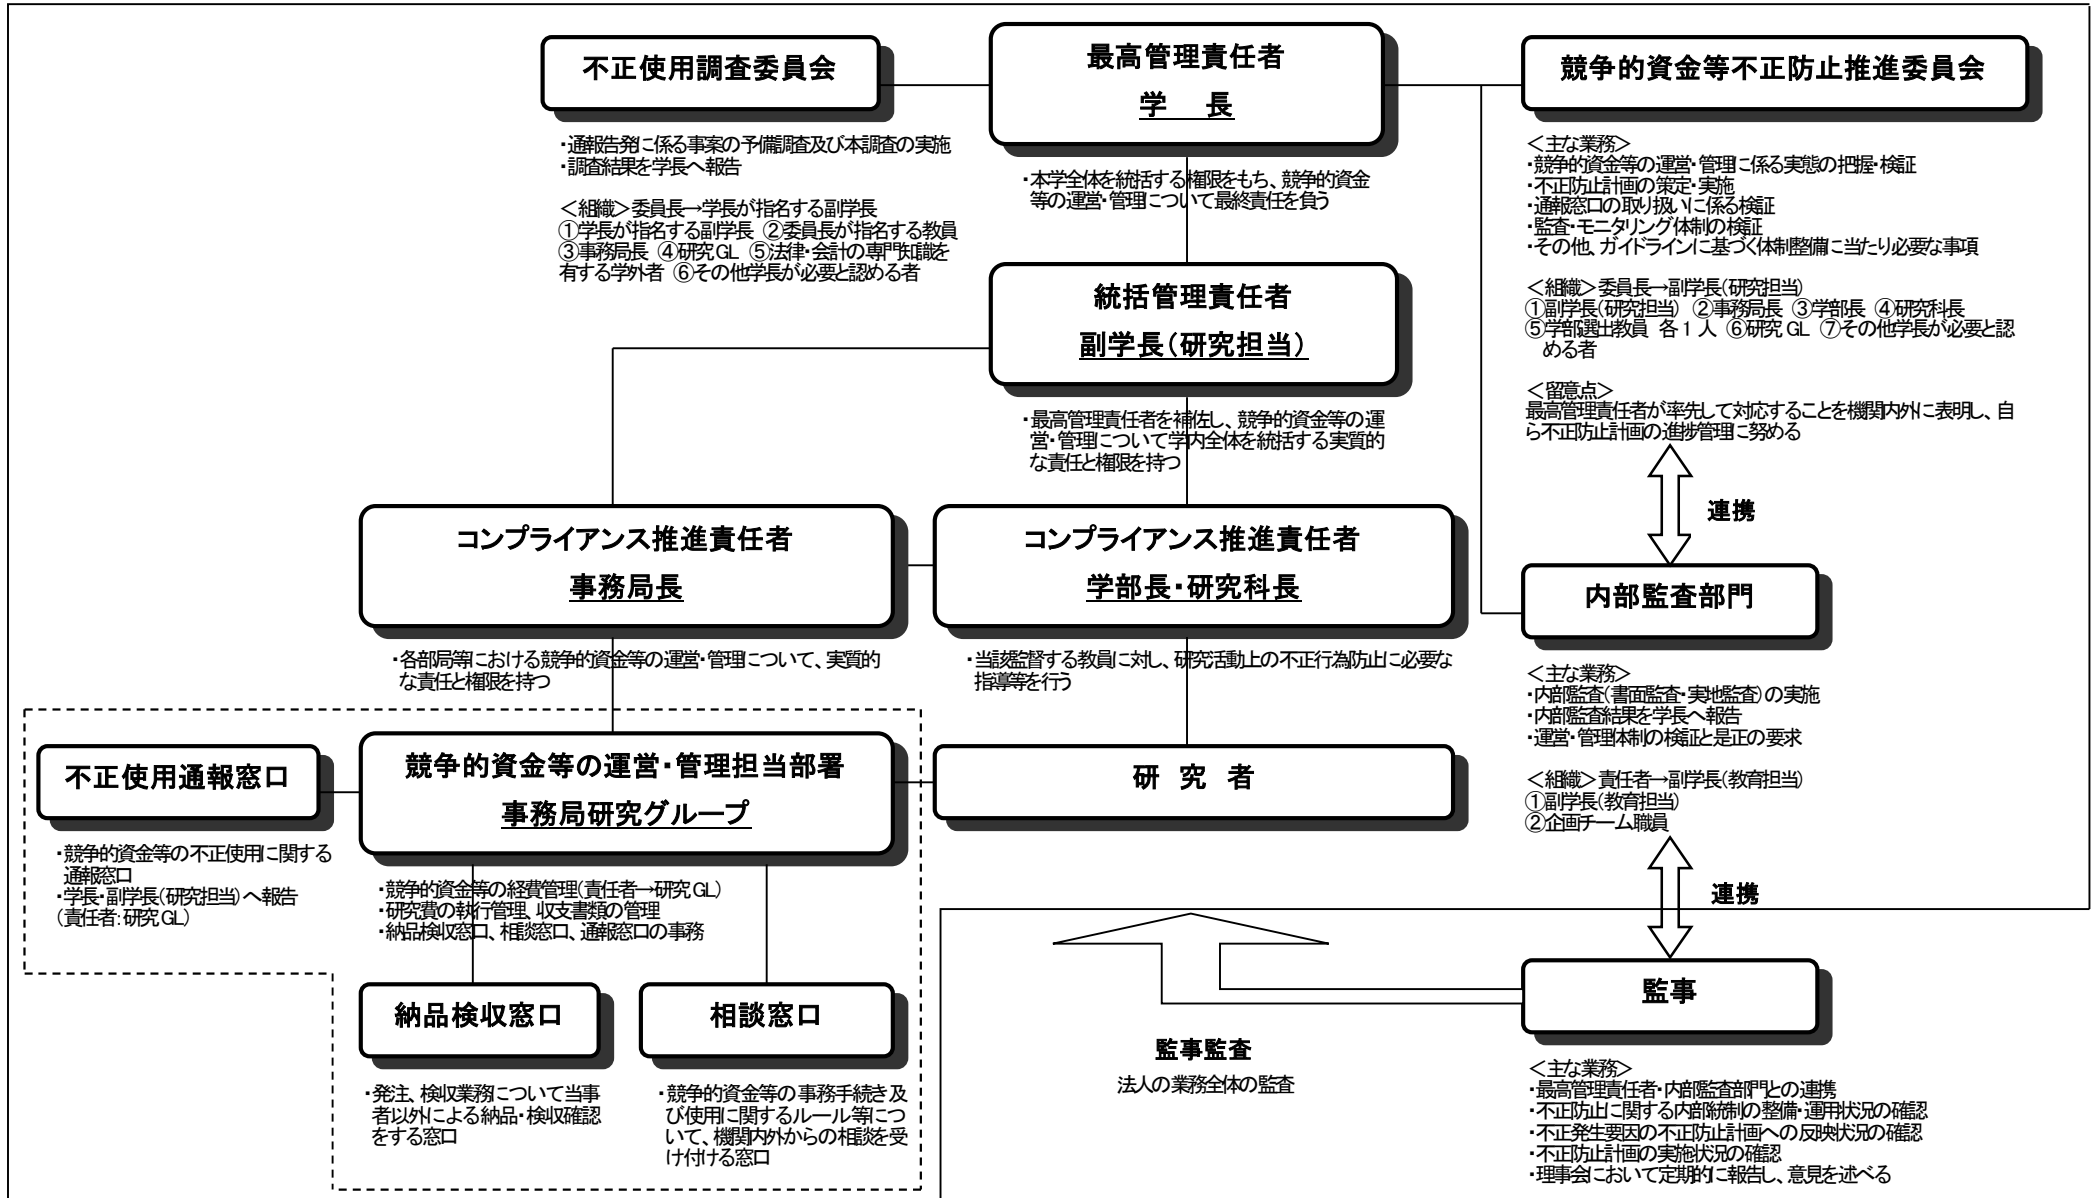 不正使用調査委員会
・通報告発に係る事案の予備調査及び本調査の実施
・調査結果を学長へ報告
＜組織＞委員長→学長が指名する副学長
①学長が指名する副学長 ②委員長が指名する教員
③事務局長 ④研究GL ⑤法律・会計の専門知識を
有する学外者 ⑥その他学長が必要と認める者
最高管理責任者
学 長
・本学全体を統括する権限をもち、競争的資金
等の運営・管理について最終責任を負う
競争的資金等不正防止推進委員会
＜主な業務＞
・競争的資金等の運営・管理に係る実態の把握・検証
・不正防止計画の策定・実施
・通報窓口の取り扱いに係る検証
・監査・モニタリング体制の検証
・その他、ガイドラインに基づく体制整備に当たり必要な事項
＜組織＞委員長→副学長（研究担当）
①副学長（研究担当） ②事務局長 ③学部長 ④研究科長
⑤学部選出教員 各1人 ⑥研究GL ⑦その他学長が必要と認
める者
＜留意点＞
最高管理責任者が率先して対応することを機関内外に表明し、自
ら不正防止計画の進捗管理に努める
統括管理責任者
副学長（研究担当）
・最高管理責任者を補佐し、競争的資金等の運
営・管理について学内全体を統括する実質的
な責任と権限を持つ
連携
コンプライアンス推進責任者
事務局長
・各部局等における競争的資金等の運営・管理について、実質的
な責任と権限を持つ
コンプライアンス推進責任者
学部長・研究科長
・当該監督する教員に対し、研究活動上の不正行為防止に必要な
指導等を行う
内部監査部門
＜主な業務＞
・内部監査（書面監査・実地監査）の実施
・内部監査結果を学長へ報告
・運営・管理体制の検証と是正の要求
＜組織＞責任者→副学長（教育担当）
①副学長（教育担当）
②企画チーム職員
不正使用通報窓口
・競争的資金等の不正使用に関する
通報窓口
・学長・副学長（研究担当）へ報告
（責任者：研究GL）
競争的資金等の運営・管理担当部署
事務局研究グループ
・競争的資金等の経費管理（責任者→研究GL）
・研究費の執行管理、収支書類の管理
・納品検収窓口、相談窓口、通報窓口の事務
研 究 者
連携
納品検収窓口
・発注、検収業務について当事
者以外による納品・検収確認
をする窓口
相談窓口
・競争的資金等の事務手続き及
び使用に関するルール等につ
いて、機関内外からの相談を受
け付ける窓口
監事監査
法人の業務全体の監査
監事
＜主な業務＞
・最高管理責任者・内部監査部門との連携
・不正防止に関する内部統制の整備・運用状況の確認
・不正発生要因の不正防止計画への反映状況の確認
・不正防止計画の実施状況の確認
・理事会において定期的に報告し、意見を述べる